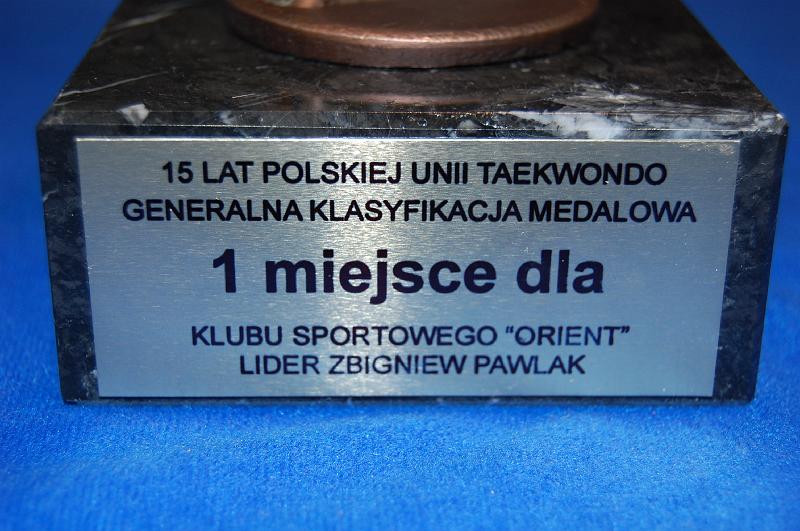 15 LAT POLSKIEJ UNII TAEKWONDO
GENERALNA KLASYFIKACJA MEDALOWA
1 miejsce dla
KLUBU SPORTOWEGO "ORIENT"
LIDER ZBIGNIEW PAWLAK